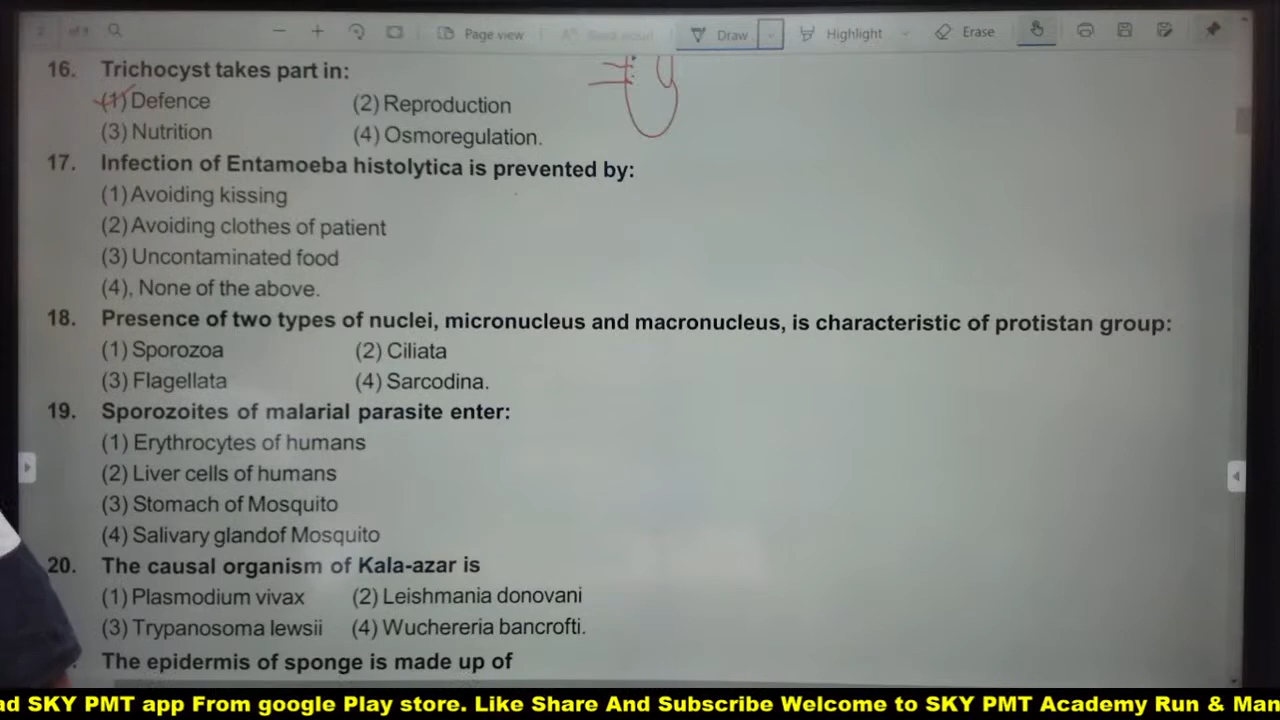 Page view
Draw
Highlight
Erase
16. Trichocyst takes part in:
(1) Defence (2) Reproduction
(3) Nutrition (4) Osmoregulation.
17. Infection of Entamoeba histolytica is prevented by:
(1) Avoiding kissing
(2) Avoiding clothes of patient
(3) Uncontaminated food
(4), None of the above.
18. Presence of two types of nuclei, micronucleus and macronucleus, is characteristic of protistan group:
(1) Sporozoa (2) Ciliata
(3) Flagellata (4) Sarcodina.
19. Sporozoites of malarial parasite enter:
(1) Erythrocytes of humans
(2) Liver cells of humans
(3) Stomach of Mosquito
(4) Salivary glandof Mosquito
20. The causal organism of Kala-azar is
(1) Plasmodium vivax (2) Leishmania donovani
(3) Trypanosoma lewsii (4) Wuchereria bancrofti.
The epidermis of sponge is made up of
ad SKY PMT app From google Play store. Like Share And Subscribe Welcome to SKY PMT Academy Run & Man